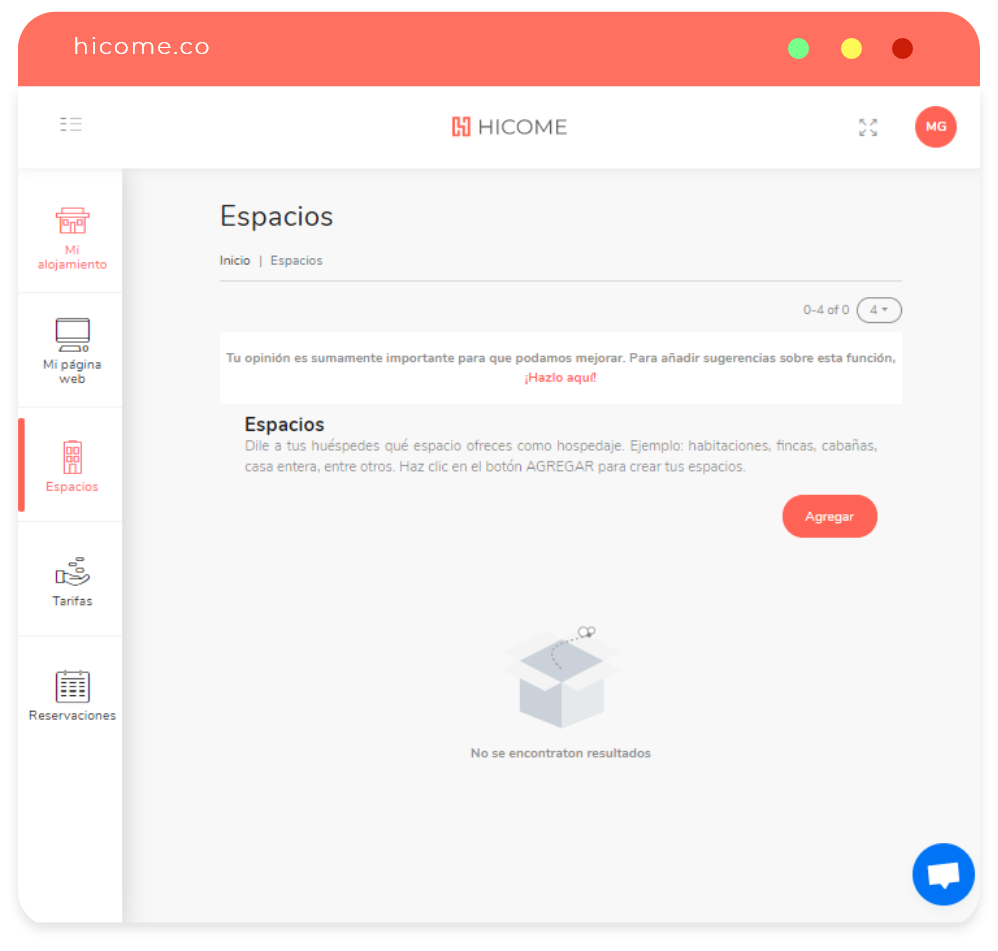 hicome.co
HICOME
MG
Mi
alojamiento
Mi página
web
Espacios
Tarifas
Reservaciones
Espacios
Inicio | Espacios
0-4 of 0 4
Tu opinión es sumamente importante para que podamos mejorar. Para añadir sugerencias sobre esta función,
¡Hazlo aquí!
Espacios
Dile a tus huéspedes qué espacio ofreces como hospedaje. Ejemplo: habitaciones, fincas, cabañas,
casa entera, entre otros. Haz clic en el botón AGREGAR para crear tus espacios.
Agregar
No se encontraton resultados